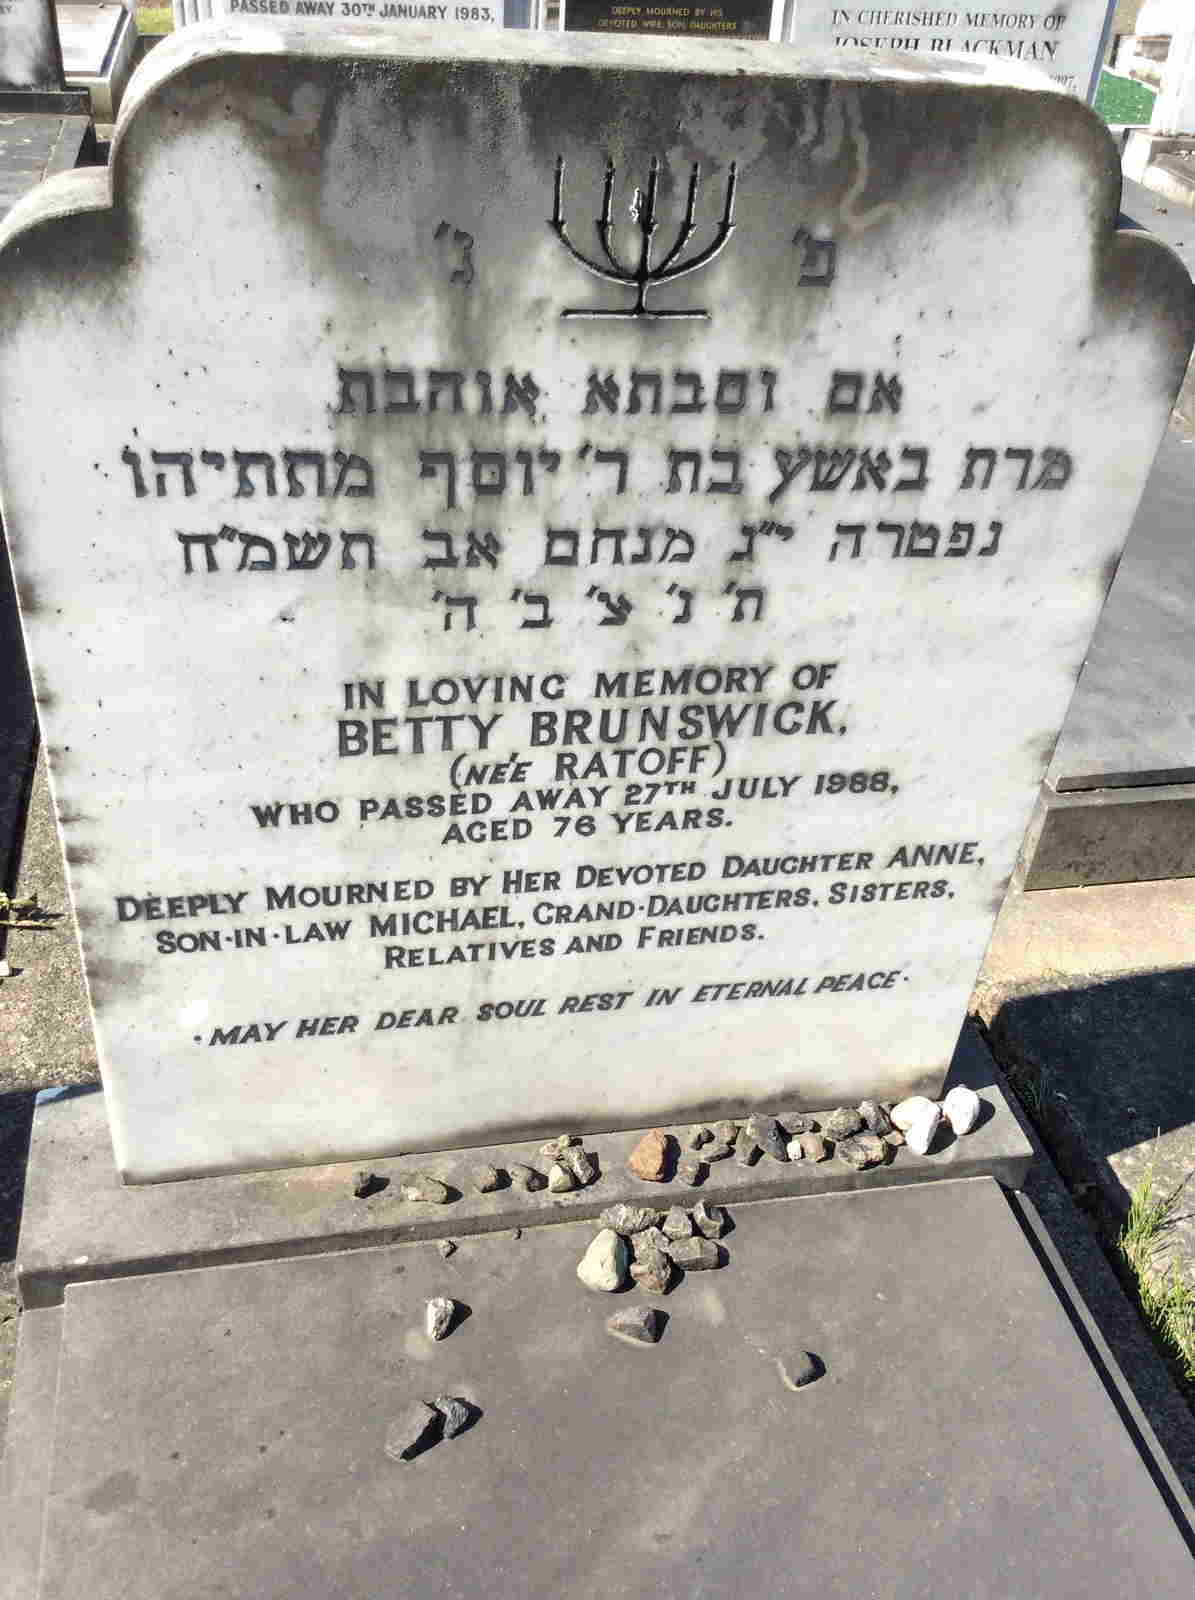 PASSED AWAY 30TH JANUARY 1983,
DEEPLY MOURNED BY HIS
DEVOTED WIFE, SON, DAUGHTERS
IN CHERISHED MEMORY OF
JOSEPH BLACKMAN
פ' נ'
אם וסבתא אוהבת
מרת באשע בת ר' יוסף מתתיהו
נפטרה י"ג מנחם אב תשמ"ח
ת' נ' צ' ב' ה'
IN LOVING MEMORY OF
BETTY BRUNSWICK,
(NÉE RATOFF)
WHO PASSED AWAY 27TH JULY 1988,
AGED 76 YEARS.
DEEPLY MOURNED BY HER DEVOTED DAUGHTER ANNE,
SON-IN-LAW MICHAEL, GRAND-DAUGHTERS, SISTERS,
RELATIVES AND FRIENDS.
·MAY HER DEAR SOUL REST IN ETERNAL PEACE·